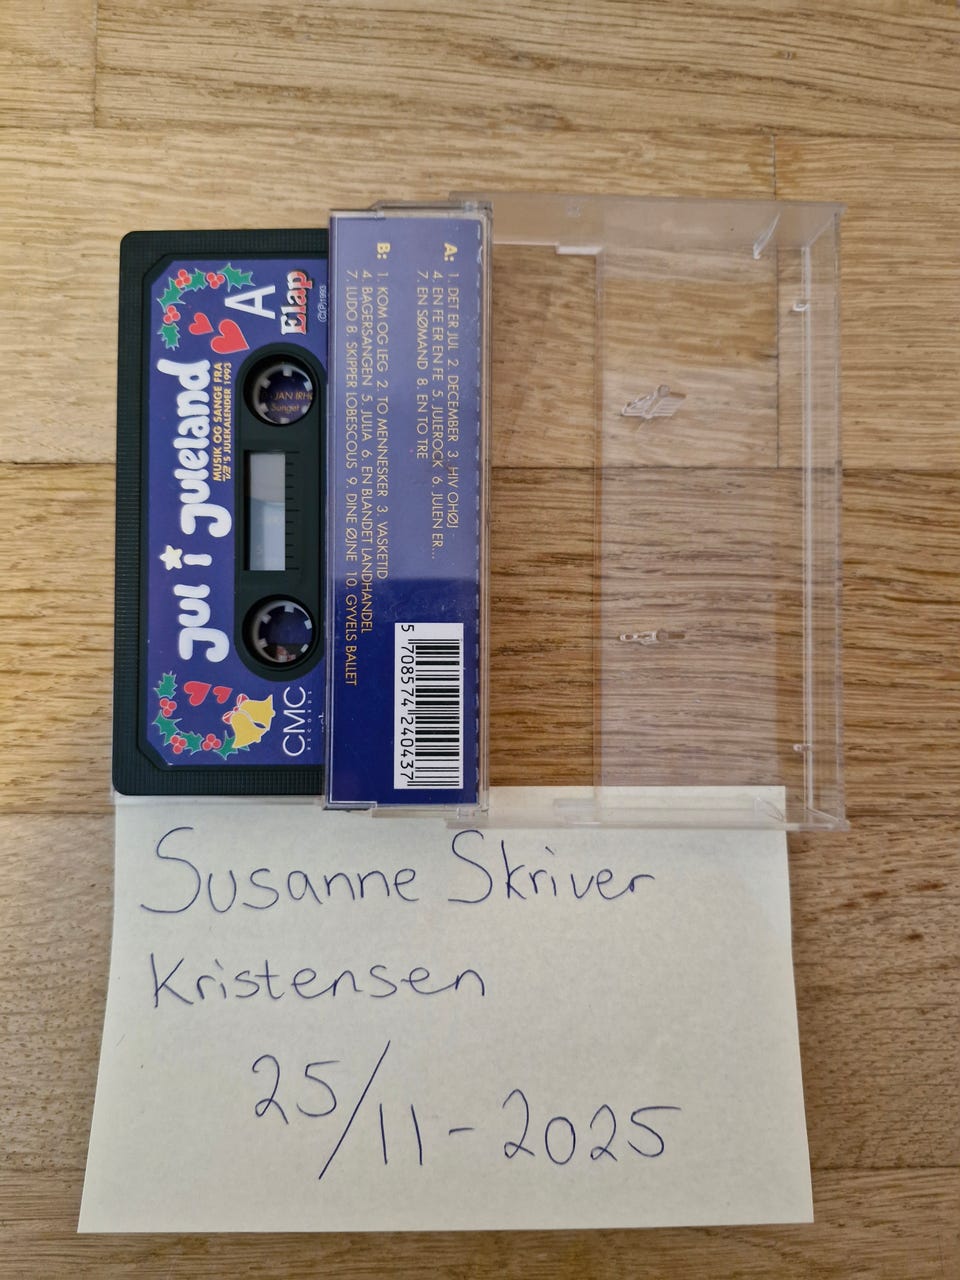 Elap
A
Jul i Juleland
MUSIK OG SANGE FRA
'S JULEKALENDER 1993
CMC
RECORDS
A: 1. DET ER JUL 2. DECEMBER 3. HIV OHØJ
4. EN FE ER EN FE 5. JULEROCK 6. JULEN ER...
7. EN SØMAND 8. EN TO TRE
B: 1. KOM OG LEG 2. TO MENNESKER 3. VASKETID
4. BAGERSANGEN 5. JULIA 6. EN BLANDET LANDHANDEL
7. LUDO 8. SKIPPER LOBESCOUS 9. DINE ØJNE 10. GYVELS BALLET
5 708574 240437
Susanne Skriver
Kristensen
25/11-2025